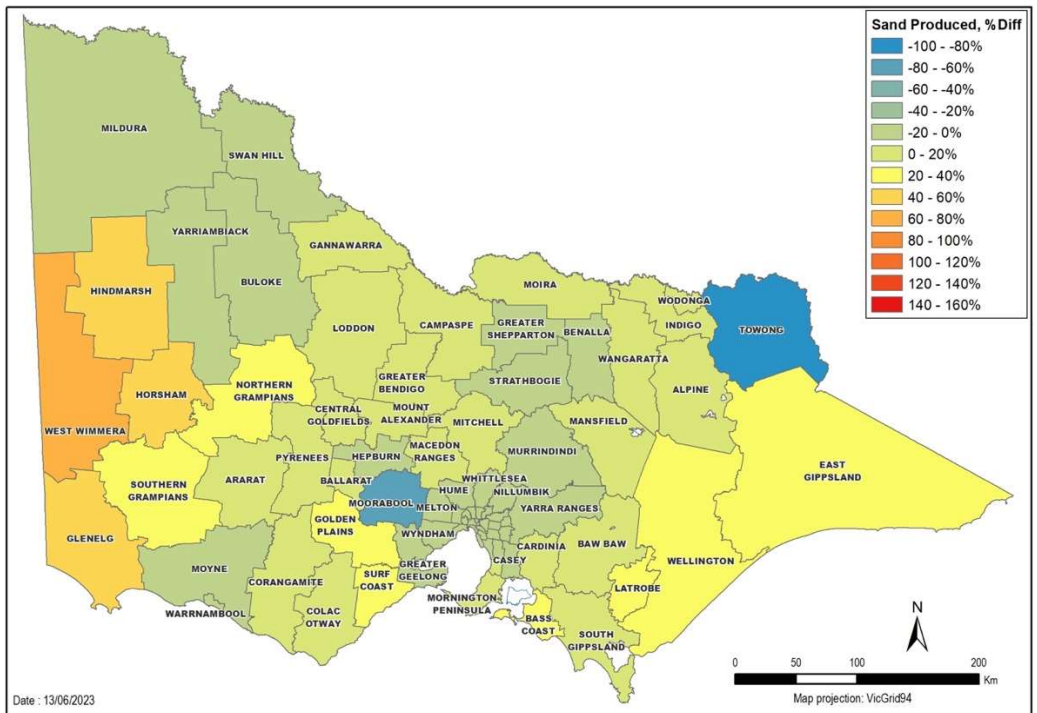 Sand Produced, %Diff
-100 - -80%
-80 - -60%
-60 - -40%
-40 - -20%
-20 - 0%
0 - 20%
20 - 40%
40 - 60%
60 - 80%
80 - 100%
100 - 120%
120 - 140%
140 - 160%
MILDURA
SWAN HILL
YARRIAMBIACK
GANNAWARRA
BULOKE
HINDMARSH
MOIRA
WODONGA
LODDON
CAMPASPE
GREATER
SHEPPARTON
BENALLA
INDIGO
TOWONG
WANGARATTA
STRATHBOGIE
ALPINE
NORTHERN
GRAMPIANS
GREATER
BENDIGO
HORSHAM
CENTRAL
GOLDFIELDS
MOUNT
ALEXANDER
MITCHELL
MANSFIELD
WEST WIMMERA
MACEDON
RANGES
MURRINDINDI
PYRENEES
HEPBURN
EAST
GIPPSLAND
SOUTHERN
GRAMPIANS
ARARAT
BALLARAT
WHITTLESEA
HUME
NILLUMBIK
MOORABOOL
MELTON
YARRA RANGES
GOLDEN
PLAINS
WYNDHAM
GLENELG
CARDINIA
BAW BAW
WELLINGTON
CASEY
MOYNE
GREATER
GEELONG
CORANGAMITE
SURF
COAST
LATROBE
MORNINGTON
PENINSULA
WARRNAMBOOL
COLAC
OTWAY
BASS
COAST
SOUTH
GIPPSLAND
N
0 50 100 200
Km
Map projection: VicGrid94
Date : 13/06/2023